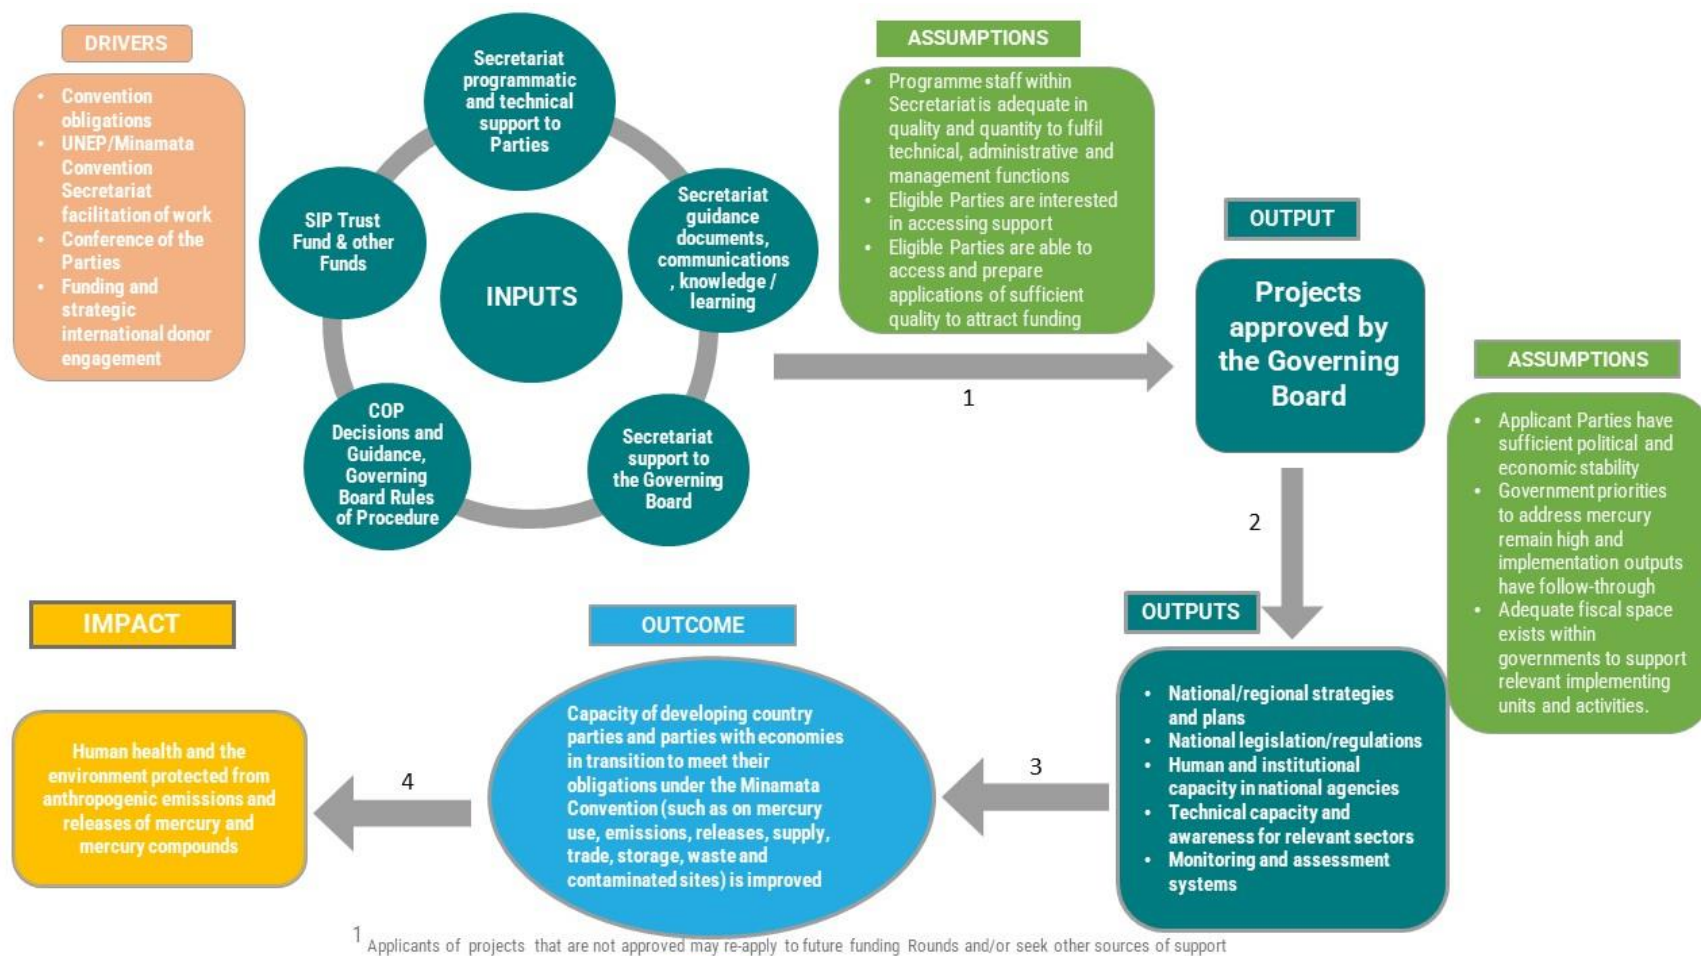 DRIVERS
• Convention
obligations
• UNEP/Minamata
Convention
Secretariat
facilitation of work
• Conference of the
Parties
• Funding and
strategic
international donor
engagement
Secretariat
programmatic
and technical
support to
Parties
SIP Trust
Fund & other
Funds
INPUTS
Secretariat
guidance
documents,
communications
, knowledge /
learning
COP
Decisions and
Guidance,
Governing
Board Rules
of Procedure
Secretariat
support to
the Governing
Board
ASSUMPTIONS
• Programme staff within
Secretariat is adequate in
quality and quantity to fulfil
technical, administrative and
management functions
• Eligible Parties are interested
in accessing support
• Eligible Parties are able to
access and prepare
applications of sufficient
quality to attract funding
1
OUTPUT
Projects
approved by
the Governing
Board
2
ASSUMPTIONS
• Applicant Parties have
sufficient political and
economic stability
• Government priorities
to address mercury
remain high and
implementation outputs
have follow-through
• Adequate fiscal space
exists within
governments to support
relevant implementing
units and activities.
OUTPUTS
• National/regional strategies
and plans
• National legislation/regulations
• Human and institutional
capacity in national agencies
• Technical capacity and
awareness for relevant sectors
• Monitoring and assessment
systems
3
OUTCOME
Capacity of developing country
parties and parties with economies
in transition to meet their
obligations under the Minamata
Convention (such as on mercury
use, emissions, releases, supply,
trade, storage, waste and
contaminated sites) is improved
4
IMPACT
Human health and the
environment protected from
anthropogenic emissions and
releases of mercury and
mercury compounds
1 Applicants of projects that are not approved may re-apply to future funding Rounds and/or seek other sources of support